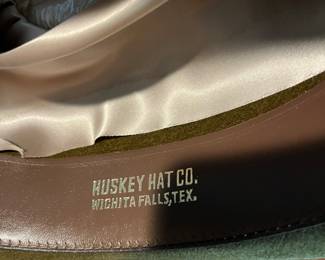 HUSKEY HAT CO.
WICHITA FALLS, TEX.